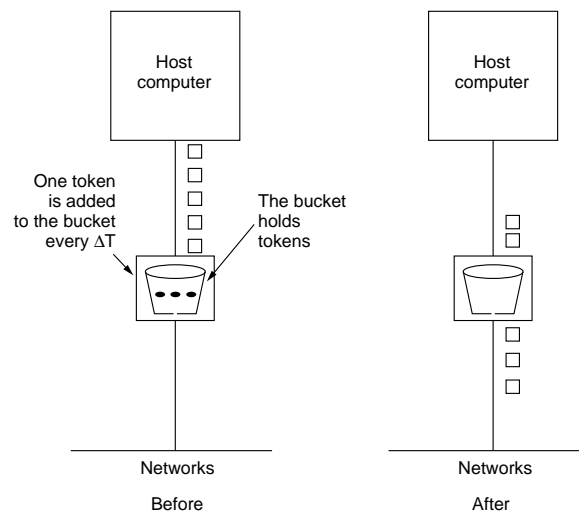 Host
computer
Host
computer
One token
is added
to the bucket
every ΔT
The bucket
holds
tokens
Networks
Networks
Before
After